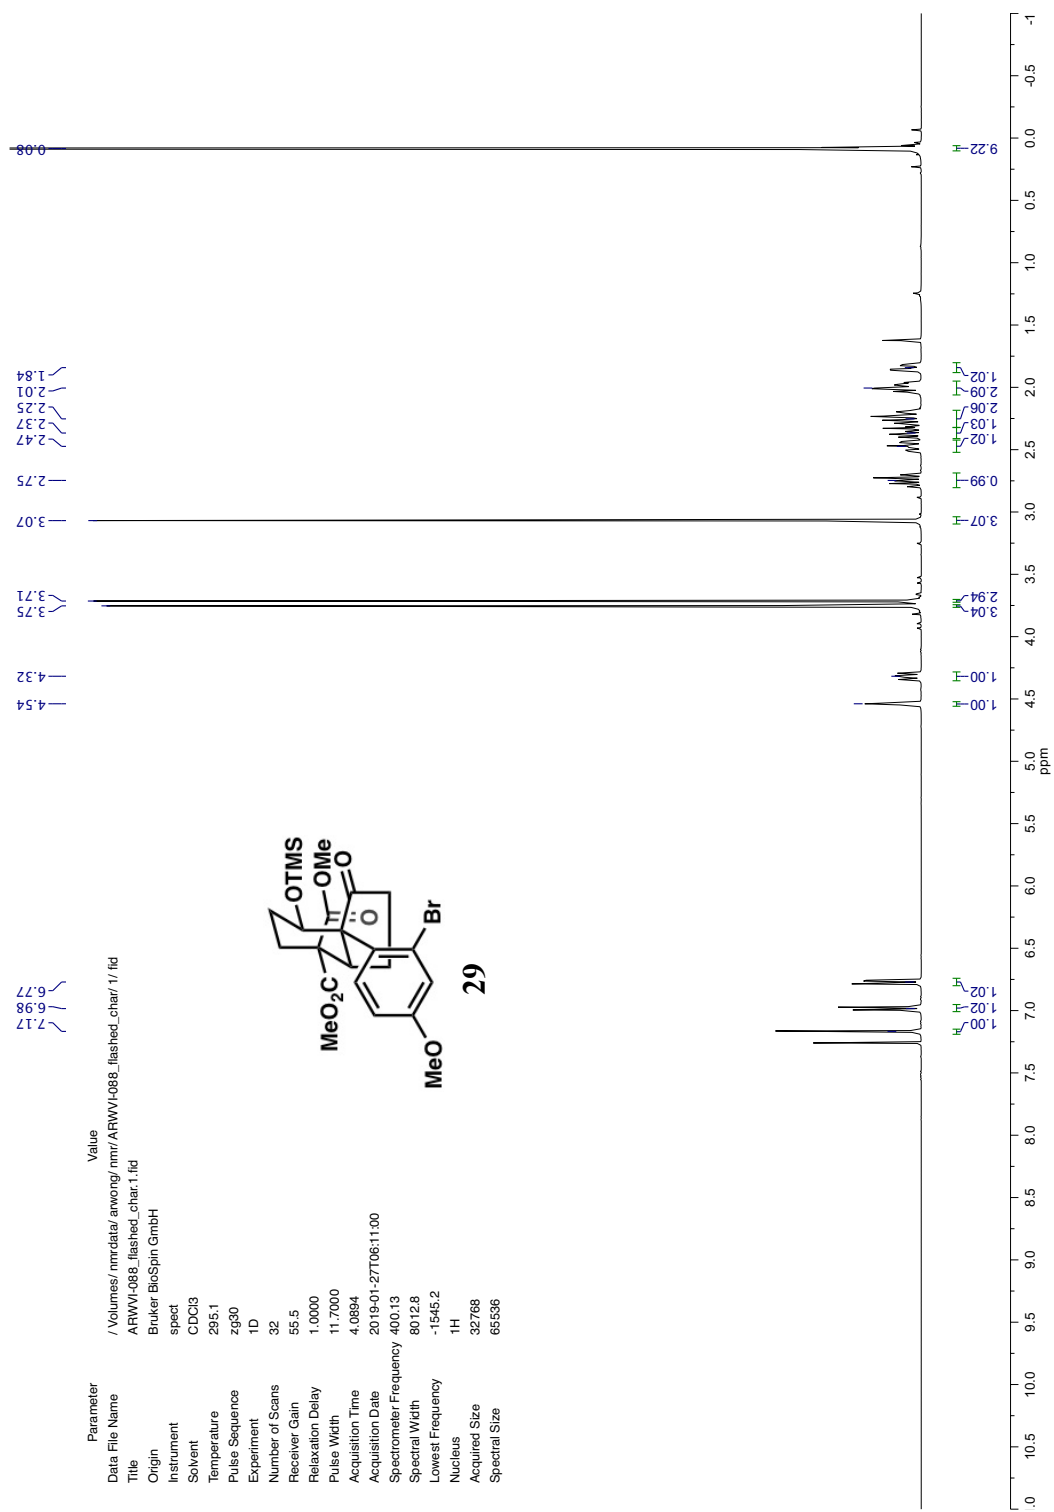 Parameter Value
Data File Name / Volumes/ nmrdata/ arwong/ nmr/ ARWVI-088_flashed_char/ 1/ fid
Title ARWVI-088_flashed_char.1.fid
Origin Bruker BioSpin GmbH
Instrument spect
Solvent CDCl3
Temperature 295.1
Pulse Sequence zg30
Experiment 1D
Number of Scans 32
Receiver Gain 55.5
Relaxation Delay 1.0000
Pulse Width 11.7000
Acquisition Time 4.0894
Acquisition Date 2019-01-27T06:11:00
Spectrometer Frequency 400.13
Spectral Width 8012.8
Lowest Frequency -1545.2
Nucleus 1H
Acquired Size 32768
Spectral Size 65536
OTMS
MeO2C
OMe
O
O
MeO
Br
29
7.17
6.98
6.77
4.54
4.32
3.75
3.71
3.07
2.75
2.47
2.37
2.25
2.01
1.84
0.08
1.00
1.02
1.02
1.00
1.00
3.04
2.94
3.07
0.99
1.02
1.03
2.06
2.09
1.02
9.22
.0 10.5 10.0 9.5 9.0 8.5 8.0 7.5 7.0 6.5 6.0 5.5 5.0 4.5 4.0 3.5 3.0 2.5 2.0 1.5 1.0 0.5 0.0 -0.5 -1
ppm